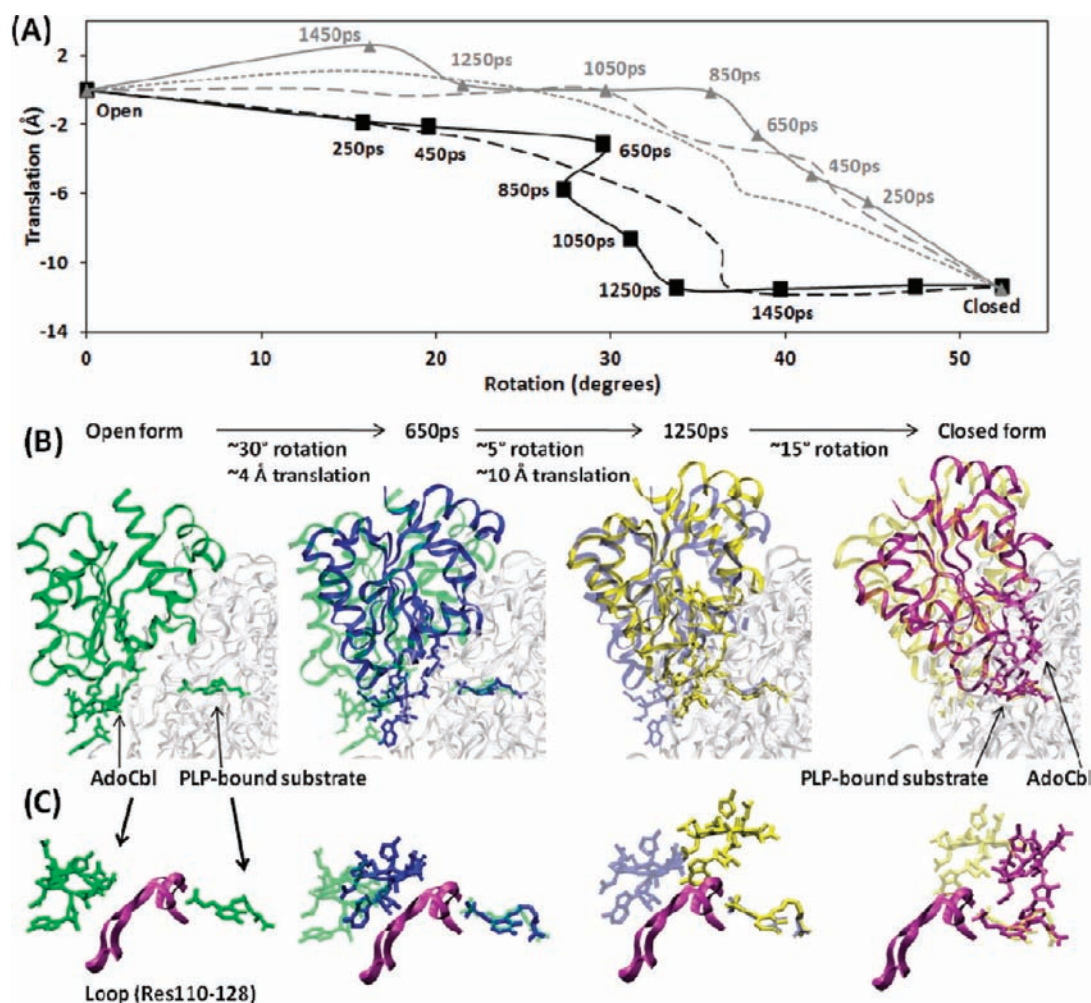 (A)
2
-2
-6
-10
-14
Translation (Å)
1450ps
1250ps
1050ps
850ps
650ps
450ps
250ps
Open
250ps
450ps
650ps
850ps
1050ps
1250ps
1450ps
Closed
0
10
20
30
40
50
Rotation (degrees)
(B)
Open form
~30° rotation
~4 Å translation
650ps
~5° rotation
~10 Å translation
1250ps
~15° rotation
Closed form
AdoCbl
PLP-bound substrate
PLP-bound substrate
AdoCbl
(C)
Loop (Res110-128)